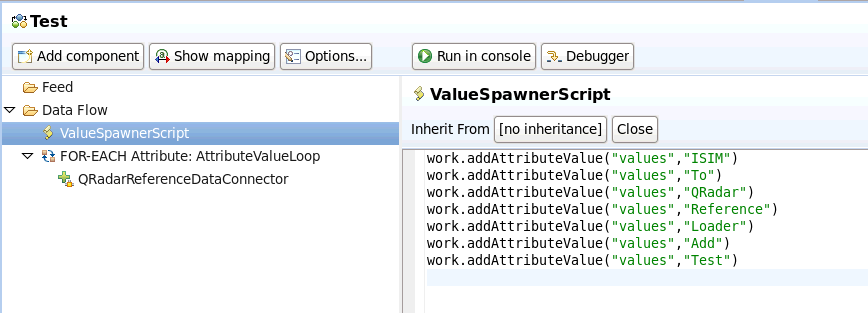 Test
Add component Show mapping Options... Run in console Debugger
Feed
Data Flow
ValueSpawnerScript
FOR-EACH Attribute: AttributeValueLoop
QRadarReferenceDataConnector
ValueSpawnerScript
Inherit From [no inheritance] Close
work.addAttributeValue("values","ISIM")
work.addAttributeValue("values","To")
work.addAttributeValue("values","QRadar")
work.addAttributeValue("values","Reference")
work.addAttributeValue("values","Loader")
work.addAttributeValue("values","Add")
work.addAttributeValue("values","Test")